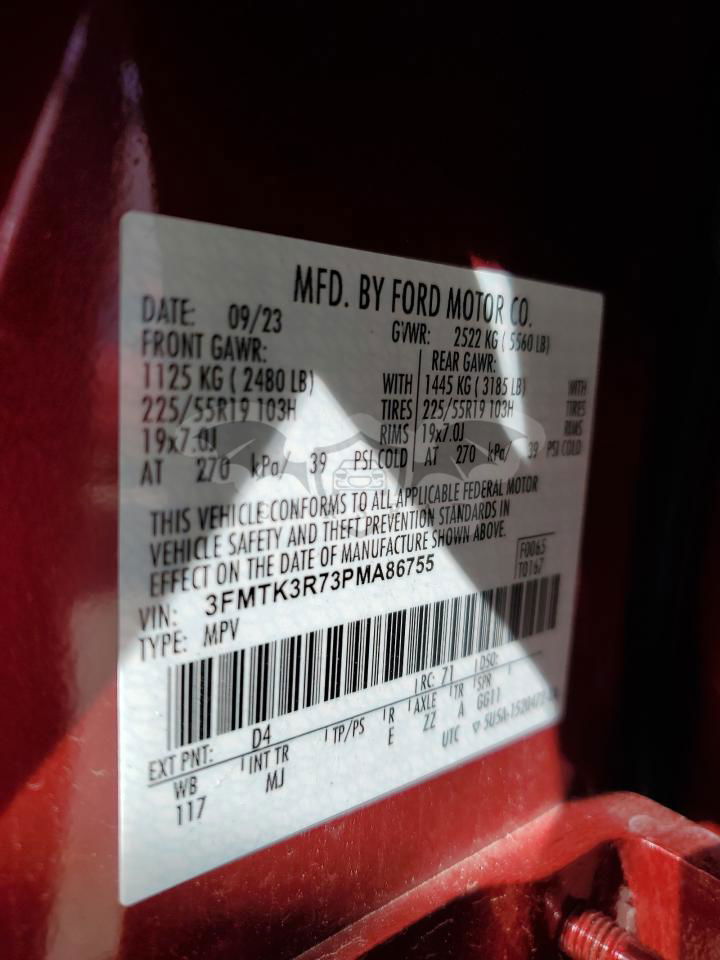 MFD. BY FORD MOTOR CO.
DATE: 09/23 GVWR: 2522 KG ( 5560 LB)
FRONT GAWR: REAR GAWR:
1125 KG ( 2480 LB) WITH 1445 KG ( 3185 LB) WITH
225/55R19 103H TIRES 225/55R19 103H TIRES
19x7.0J RIMS 19x7.0J RIMS
AT 270 kPa/ 39 PSI COLD AT 270 kPa/ 39 PSI COLD
THIS VEHICLE CONFORMS TO ALL APPLICABLE FEDERAL MOTOR
VEHICLE SAFETY AND THEFT PREVENTION STANDARDS IN
EFFECT ON THE DATE OF MANUFACTURE SHOWN ABOVE.
F0065
T0167
VIN: 3FMTK3R73PMA86755
TYPE: MPV
EXT PNT: D4 RC: 71 DSO:
WB INT TR TP/PS R AXLE TR SPR
117 MJ E ZZ A GG11
UTC